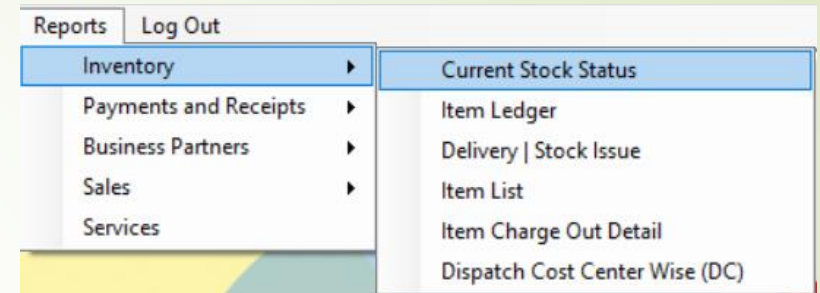 Reports Log Out
Inventory
Payments and Receipts
Business Partners
Sales
Services
Current Stock Status
Item Ledger
Delivery | Stock Issue
Item List
Item Charge Out Detail
Dispatch Cost Center Wise (DC)